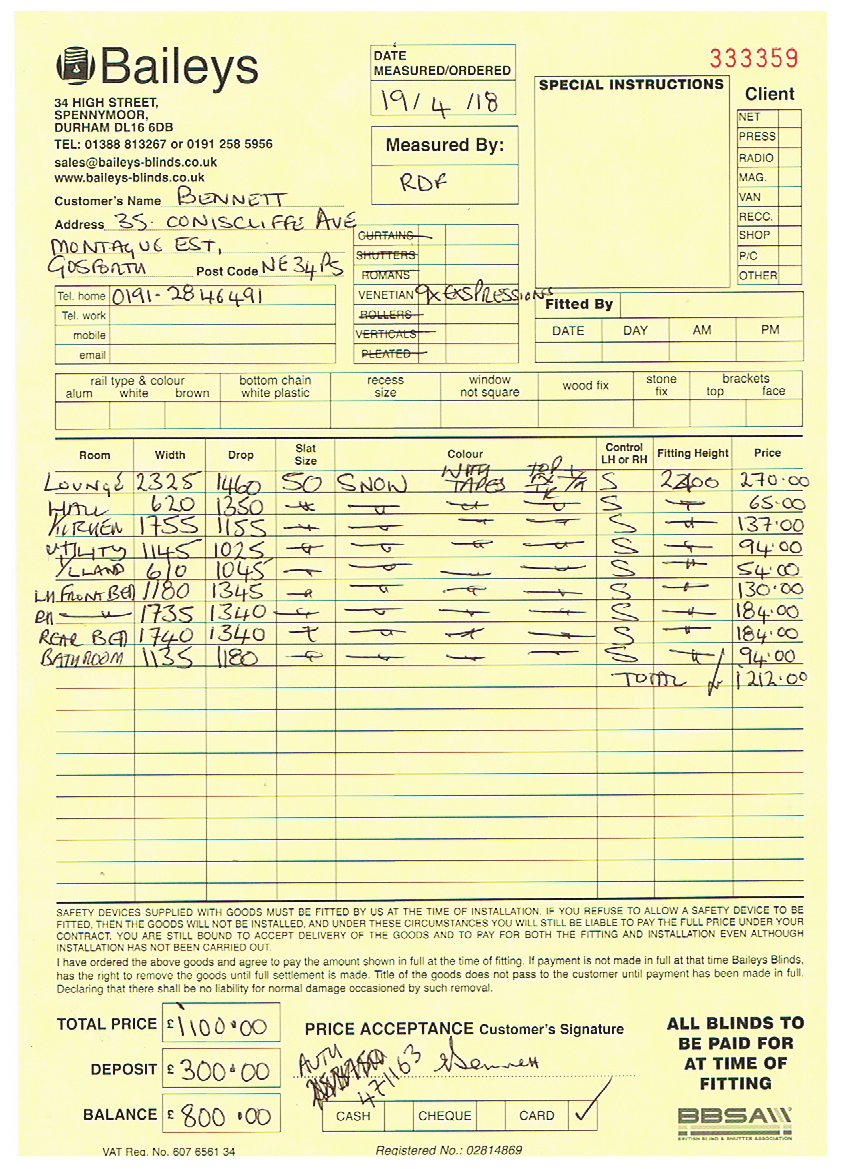 Baileys
34 HIGH STREET,
SPENNYMOOR,
DURHAM DL16 6DB
TEL: 01388 813267 or 0191 258 5956
sales@baileys-blinds.co.uk
www.baileys-blinds.co.uk
DATE
MEASURED/ORDERED
19/4/18
Measured By:
RDF
333359
SPECIAL INSTRUCTIONS
Client
NET
PRESS
RADIO
MAG.
VAN
RECC.
SHOP
P/C
OTHER
Customer's Name BENNETT
Address 35. CONISCLIFFE AVE
MONTAGUE EST,
GOSFORTH Post Code NE34PS
Tel. home 0191-2846491
Tel. work
mobile
email
CURTAINS
SHUTTERS
ROMANS
VENETIAN 9x EXSPRESSIONS
ROLLERS
VERTICALS
PLEATED
Fitted By
DATE DAY AM PM
rail type & colour
alum white brown
bottom chain
white plastic
recess
size
window
not square
wood fix
stone
fix
brackets
top face
Room Width Drop Slat Size Colour Control LH or RH Fitting Height Price
LOUNGE 2325 1460 50 SNOW WITH TAPES S 2200 270.00
HALL 620 1350 S 65.00
KITCHEN 1755 1155 S 137.00
UTILITY 1145 1025 S 94.00
610 1045 S 54.00
LH FRONT BED 1180 1345 S 130.00
RH 1735 1340 S 184.00
REAR BED 1740 1340 S 184.00
BATHROOM 1135 1180 S 94.00
TOTAL 1212.00
SAFETY DEVICES SUPPLIED WITH GOODS MUST BE FITTED BY US AT THE TIME OF INSTALLATION. IF YOU REFUSE TO ALLOW A SAFETY DEVICE TO BE
FITTED, THEN THE GOODS WILL NOT BE INSTALLED, AND UNDER THESE CIRCUMSTANCES YOU WILL STILL BE LIABLE TO PAY THE FULL PRICE UNDER YOUR
CONTRACT. YOU ARE STILL BOUND TO ACCEPT DELIVERY OF THE GOODS AND TO PAY FOR BOTH THE FITTING AND INSTALLATION EVEN ALTHOUGH
INSTALLATION HAS NOT BEEN CARRIED OUT.
I have ordered the above goods and agree to pay the amount shown in full at the time of fitting. If payment is not made in full at that time Baileys Blinds,
has the right to remove the goods until full settlement is made. Title of the goods does not pass to the customer until payment has been made in full.
Declaring that there shall be no liability for normal damage occasioned by such removal.
TOTAL PRICE £1100.00
DEPOSIT £300.00
BALANCE £800.00
PRICE ACCEPTANCE Customer's Signature
AUTH
471163 Bennett
CASH CHEQUE CARD ✓
ALL BLINDS TO
BE PAID FOR
AT TIME OF
FITTING
BBSA
BRITISH BLIND & SHUTTER ASSOCIATION
VAT Reg. No. 607 6561 34
Registered No.: 02814869